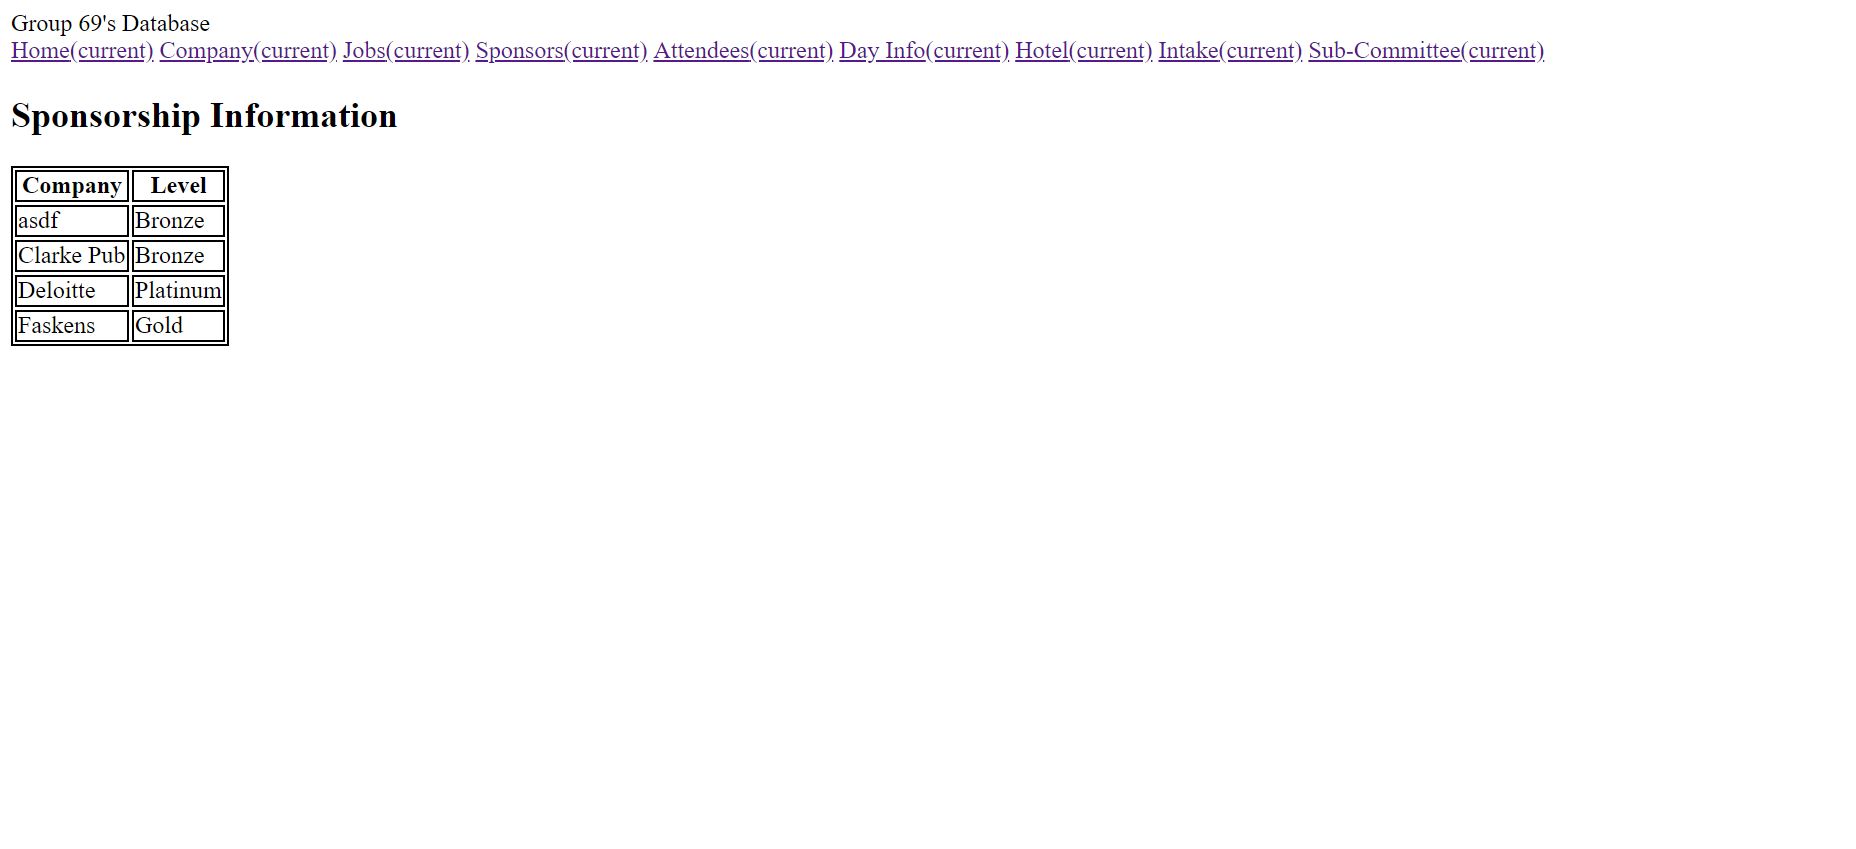 Group 69's Database
Home(current) Company(current) Jobs(current) Sponsors(current) Attendees(current) Day Info(current) Hotel(current) Intake(current) Sub-Committee(current)
Sponsorship Information
Company Level
asdf Bronze
Clarke Pub Bronze
Deloitte Platinum
Faskens Gold